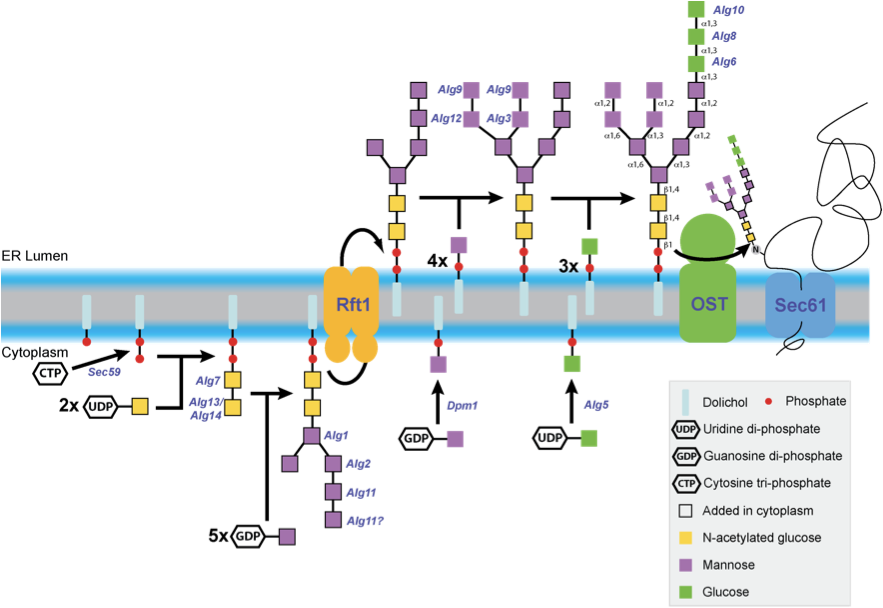 Alg10
α1,3
Alg8
α1,3
Alg6
α1,3
Alg9
Alg9
α1,2
α1,2
α1,2
Alg12
Alg3
α1,6
α1,3
α1,2
α1,6
α1,3
β1,4
β1,4
β1
N
ER Lumen
4x
3x
Rft1
OST
Sec61
Cytoplasm
CTP
Sec59
2x
UDP
Alg7
Alg13/
Alg14
Dpm1
Alg5
GDP
UDP
Alg1
Alg2
Alg11
Alg11?
5x
GDP
Dolichol
Phosphate
UDP
Uridine di-phosphate
GDP
Guanosine di-phosphate
CTP
Cytosine tri-phosphate
Added in cytoplasm
N-acetylated glucose
Mannose
Glucose